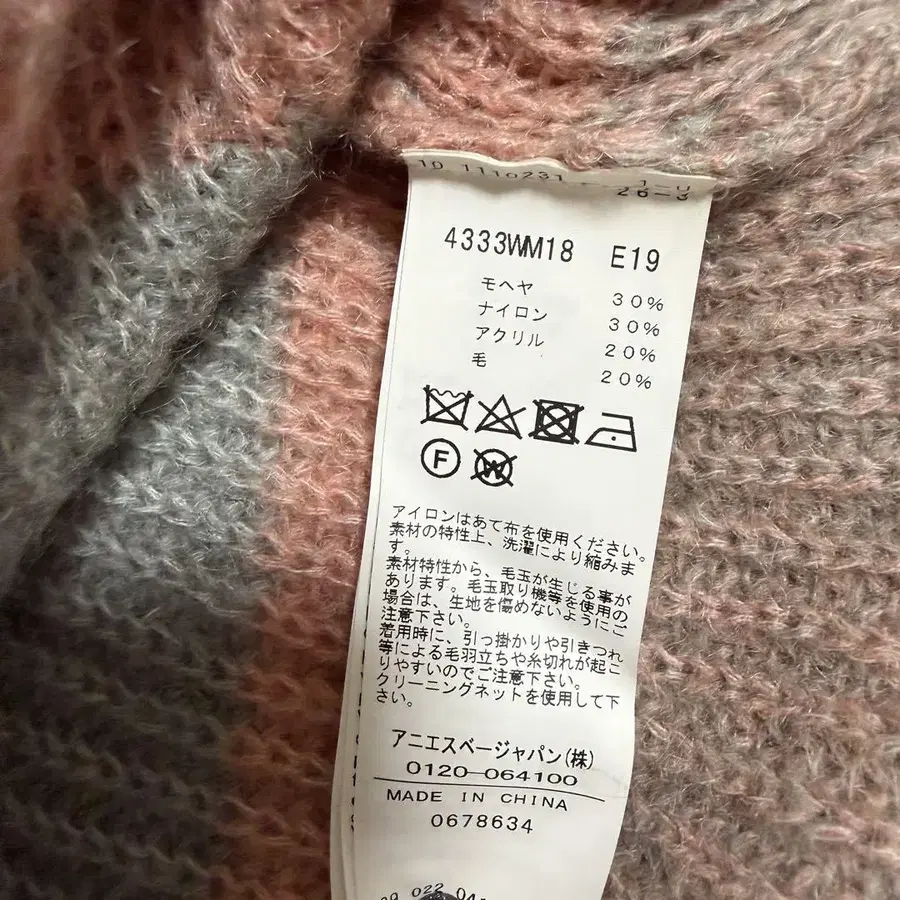 10 1110231
26-3
4333WM18 E19
モヘヤ 30%
ナイロン 30%
アクリル 20%
毛 20%
F W
アイロンはあて布を使用ください。
素材の特性上、洗濯により縮みま
す。
素材特性から、毛玉が生じる事が
あります。毛玉取り機等を使用の
場合は、生地を傷めないようにご
注意下さい。
着用時に、引っ掛かりや引きつれ
等による毛羽立ちや糸切れが起こ
りやすいのでご注意下さい。
クリーニングネットを使用して下
さい。
アニエスベージャパン(株)
0120-064100
MADE IN CHINA
0678634
022